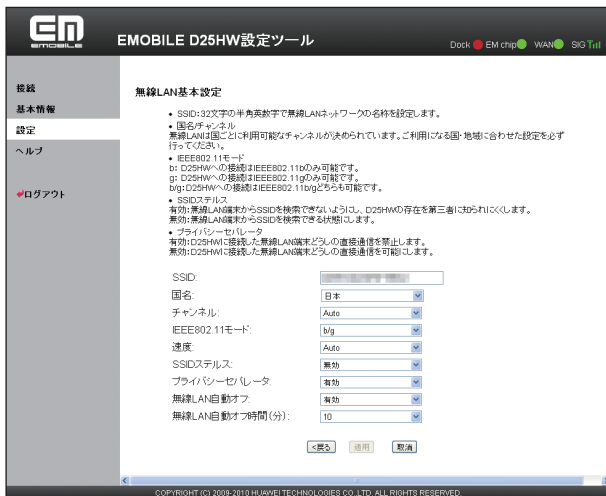 EM
EMOBILE
EMOBILE D25HW設定ツール
Dock EM chip WAN SIG
接続
基本情報
設定
ヘルプ
ログアウト
無線LAN基本設定
• SSID:32文字の半角英数字で無線LANネットワークの名称を設定します。
• 国名/チャンネル
無線LANは国ごとに利用可能なチャンネルが決められています。ご利用になる国・地域に合わせた設定を必ず
行ってください。
• IEEE802.11モード
b: D25HWへの接続はIEEE802.11bのみ可能です。
g: D25HWへの接続はIEEE802.11gのみ可能です。
b/g:D25HWへの接続はIEEE802.11b/gどちらも可能です。
• SSIDステルス
有効:無線LAN端末からSSIDを検索できないようにし、D25HWの存在を第三者に知られにくくします。
無効:無線LAN端末からSSIDを検索できる状態にします。
• プライバシーセパレータ
有効:D25HWに接続した無線LAN端末どうしの直接通信を禁止します。
無効:D25HWに接続した無線LAN端末どうしの直接通信を可能にします。
SSID:
国名: 日本
チャンネル: Auto
IEEE802.11モード: b/g
速度: Auto
SSIDステルス: 無効
プライバシーセパレータ: 有効
無線LAN自動オフ: 有効
無線LAN自動オフ時間(分): 10
<戻る 適用 取消
COPYRIGHT (C) 2009-2010 HUAWEI TECHNOLOGIES CO.,LTD. ALL RIGHTS RESERVED.